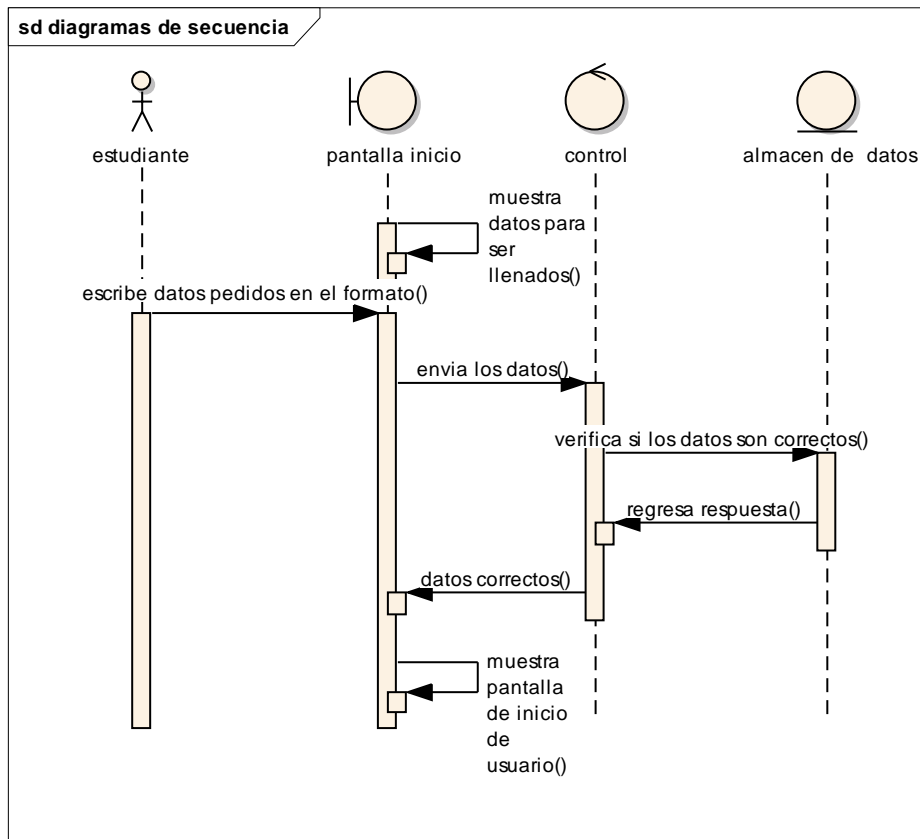 sd diagramas de secuencia
estudiante
pantalla inicio
control
almacen de datos
muestra
datos para
ser
llenados()
escribe datos pedidos en el formato()
envia los datos()
verifica si los datos son correctos()
regresa respuesta()
datos correctos()
muestra
pantalla
de inicio
de
usuario()